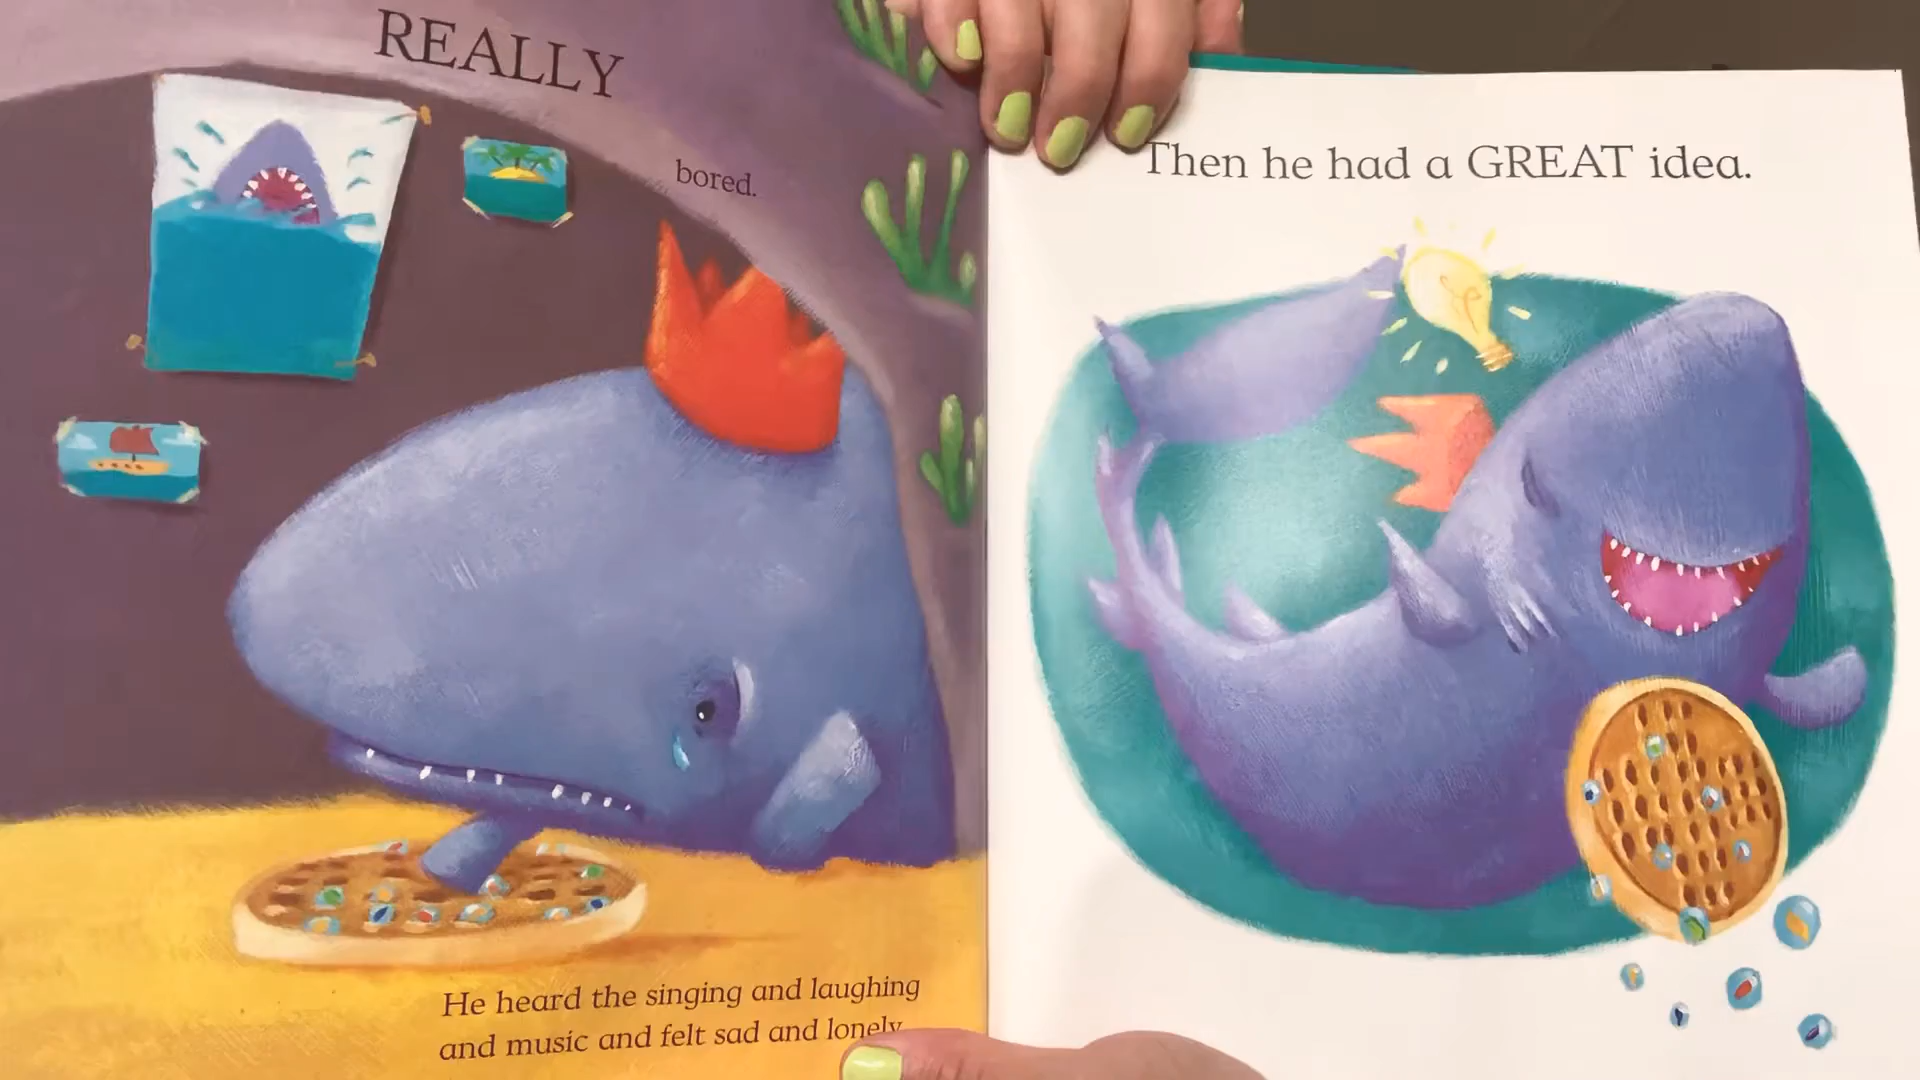 REALLY
bored.
He heard the singing and laughing
and music and felt sad and lonely
Then he had a GREAT idea.